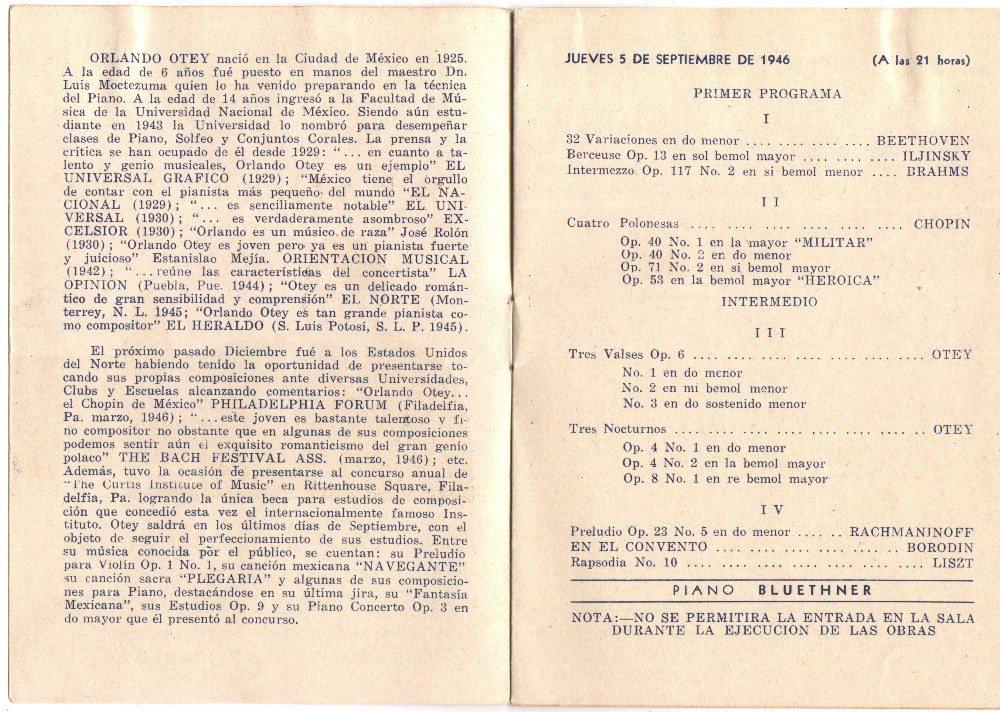 ORLANDO OTEY nació en la Ciudad de México en 1925.
A la edad de 6 años fué puesto en manos del maestro Dn.
Luis Moctezuma quien lo ha venido preparando en la técnica
del Piano. A la edad de 14 años ingresó a la Facultad de Mú-
sica de la Universidad Nacional de México. Siendo aún estu-
diante en 1943 la Universidad lo nombró para desempeñar
clases de Piano, Solfeo y Conjuntos Corales. La prensa y la
crítica se han ocupado de él desde 1929: "... en cuanto a ta-
lento y genio musicales, Orlando Otey es un ejemplo" EL
UNIVERSAL GRAFICO (1929); "México tiene el orgullo
de contar con el pianista más pequeño del mundo "EL NA-
CIONAL (1929); "... es sencillamente notable" EL UNI-
VERSAL (1930); "... es verdaderamente asombroso" EX-
CELSIOR (1930); "Orlando es un músico de raza" José Rolón
(1930); "Orlando Otey es joven pero ya es un pianista fuerte
y juicioso" Estanislao Mejía. ORIENTACION MUSICAL
(1942); "...reúne las características del concertista" LA
OPINION (Puebla, Pue. 1944); "Otey es un delicado román-
tico de gran sensibilidad y comprensión" EL NORTE (Mon-
terrey, N. L. 1945; "Orlando Otey es tan grande pianista co-
mo compositor" EL HERALDO (S. Luis Potosí, S. L. P. 1945).
El próximo pasado Diciembre fué a los Estados Unidos
del Norte habiendo tenido la oportunidad de presentarse to-
cando sus propias composiciones ante diversas Universidades,
Clubs y Escuelas alcanzando comentarios: "Orlando Otey...
el Chopin de México" PHILADELPHIA FORUM (Filadelfia,
Pa. marzo, 1946); "...este joven es bastante talentoso y fi-
no compositor no obstante que en algunas de sus composiciones
podemos sentir aún el exquisito romanticismo del gran genio
polaco" THE BACH FESTIVAL ASS. (marzo, 1946); etc.
Además, tuvo la ocasión de presentarse al concurso anual de
"The Curtis Institute of Music" en Rittenhouse Square, Fila-
delfia, Pa. logrando la única beca para estudios de composi-
ción que concedió esta vez el internacionalmente famoso Ins-
tituto. Otey saldrá en los últimos días de Septiembre, con el
objeto de seguir el perfeccionamiento de sus estudios. Entre
su música conocida por el público, se cuentan: su Preludio
para Violín Op. 1 No. 1, su canción mexicana "NAVEGANTE"
su canción sacra "PLEGARIA" y algunas de sus composicio-
nes para Piano, destacándose en su última jira, su "Fantasía
Mexicana", sus Estudios Op. 9 y su Piano Concerto Op. 3 en
do mayor que él presentó al concurso.
JUEVES 5 DE SEPTIEMBRE DE 1946 (A las 21 horas)
PRIMER PROGRAMA
I
32 Variaciones en do menor .... .... .... .... BEETHOVEN
Berceuse Op. 13 en sol bemol mayor .... .... .... ILJINSKY
Intermezzo Op. 117 No. 2 en si bemol menor .... BRAHMS
II
Cuatro Polonesas .... .... .... .... .... .... CHOPIN
Op. 40 No. 1 en la mayor "MILITAR"
Op. 40 No. 2 en do menor
Op. 71 No. 2 en si bemol mayor
Op. 53 en la bemol mayor "HEROICA"
INTERMEDIO
III
Tres Valses Op. 6 .... .... .... .... .... .... .... OTEY
No. 1 en do menor
No. 2 en mi bemol menor
No. 3 en do sostenido menor
Tres Nocturnos .... .... .... .... .... .... .... .... OTEY
Op. 4 No. 1 en do menor
Op. 4 No. 2 en la bemol mayor
Op. 8 No. 1 en re bemol mayor
IV
Preludio Op. 23 No. 5 en do menor .... .. RACHMANINOFF
EN EL CONVENTO .... .... .... .... .... .. BORODIN
Rapsodia No. 10 .... .... .... .... .... .... .... LISZT
PIANO BLUETHNER
NOTA:—NO SE PERMITIRA LA ENTRADA EN LA SALA
DURANTE LA EJECUCION DE LAS OBRAS